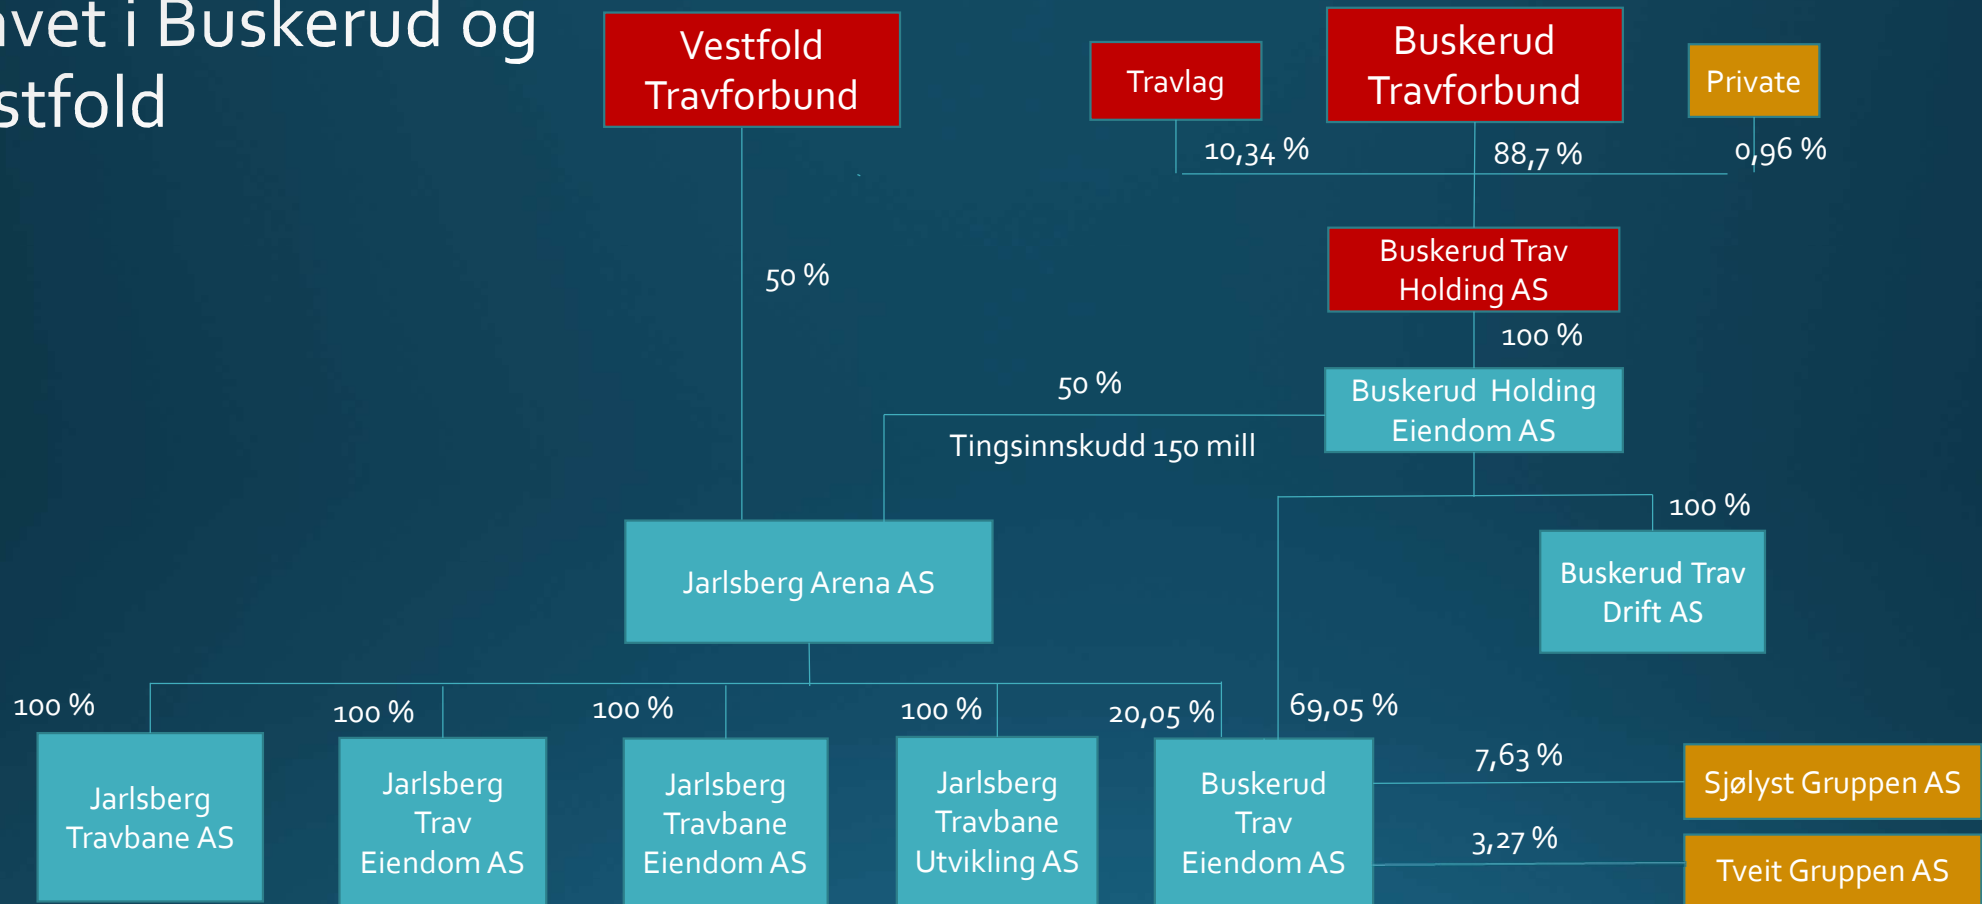 avet i Buskerud og
stfold
Vestfold
Travforbund
Travlag
Buskerud
Travforbund
Private
10,34 %
88,7 %
0,96 %
Buskerud Trav
Holding AS
50 %
100 %
50 %
Buskerud Holding
Eiendom AS
Tingsinnskudd 150 mill
100 %
Jarlsberg Arena AS
Buskerud Trav
Drift AS
100 %
100 %
100 %
100 %
20,05 %
69,05 %
Jarlsberg
Travbane AS
Jarlsberg
Trav
Eiendom AS
Jarlsberg
Travbane
Eiendom AS
Jarlsberg
Travbane
Utvikling AS
Buskerud
Trav
Eiendom AS
7,63 %
Sjølyst Gruppen AS
3,27 %
Tveit Gruppen AS